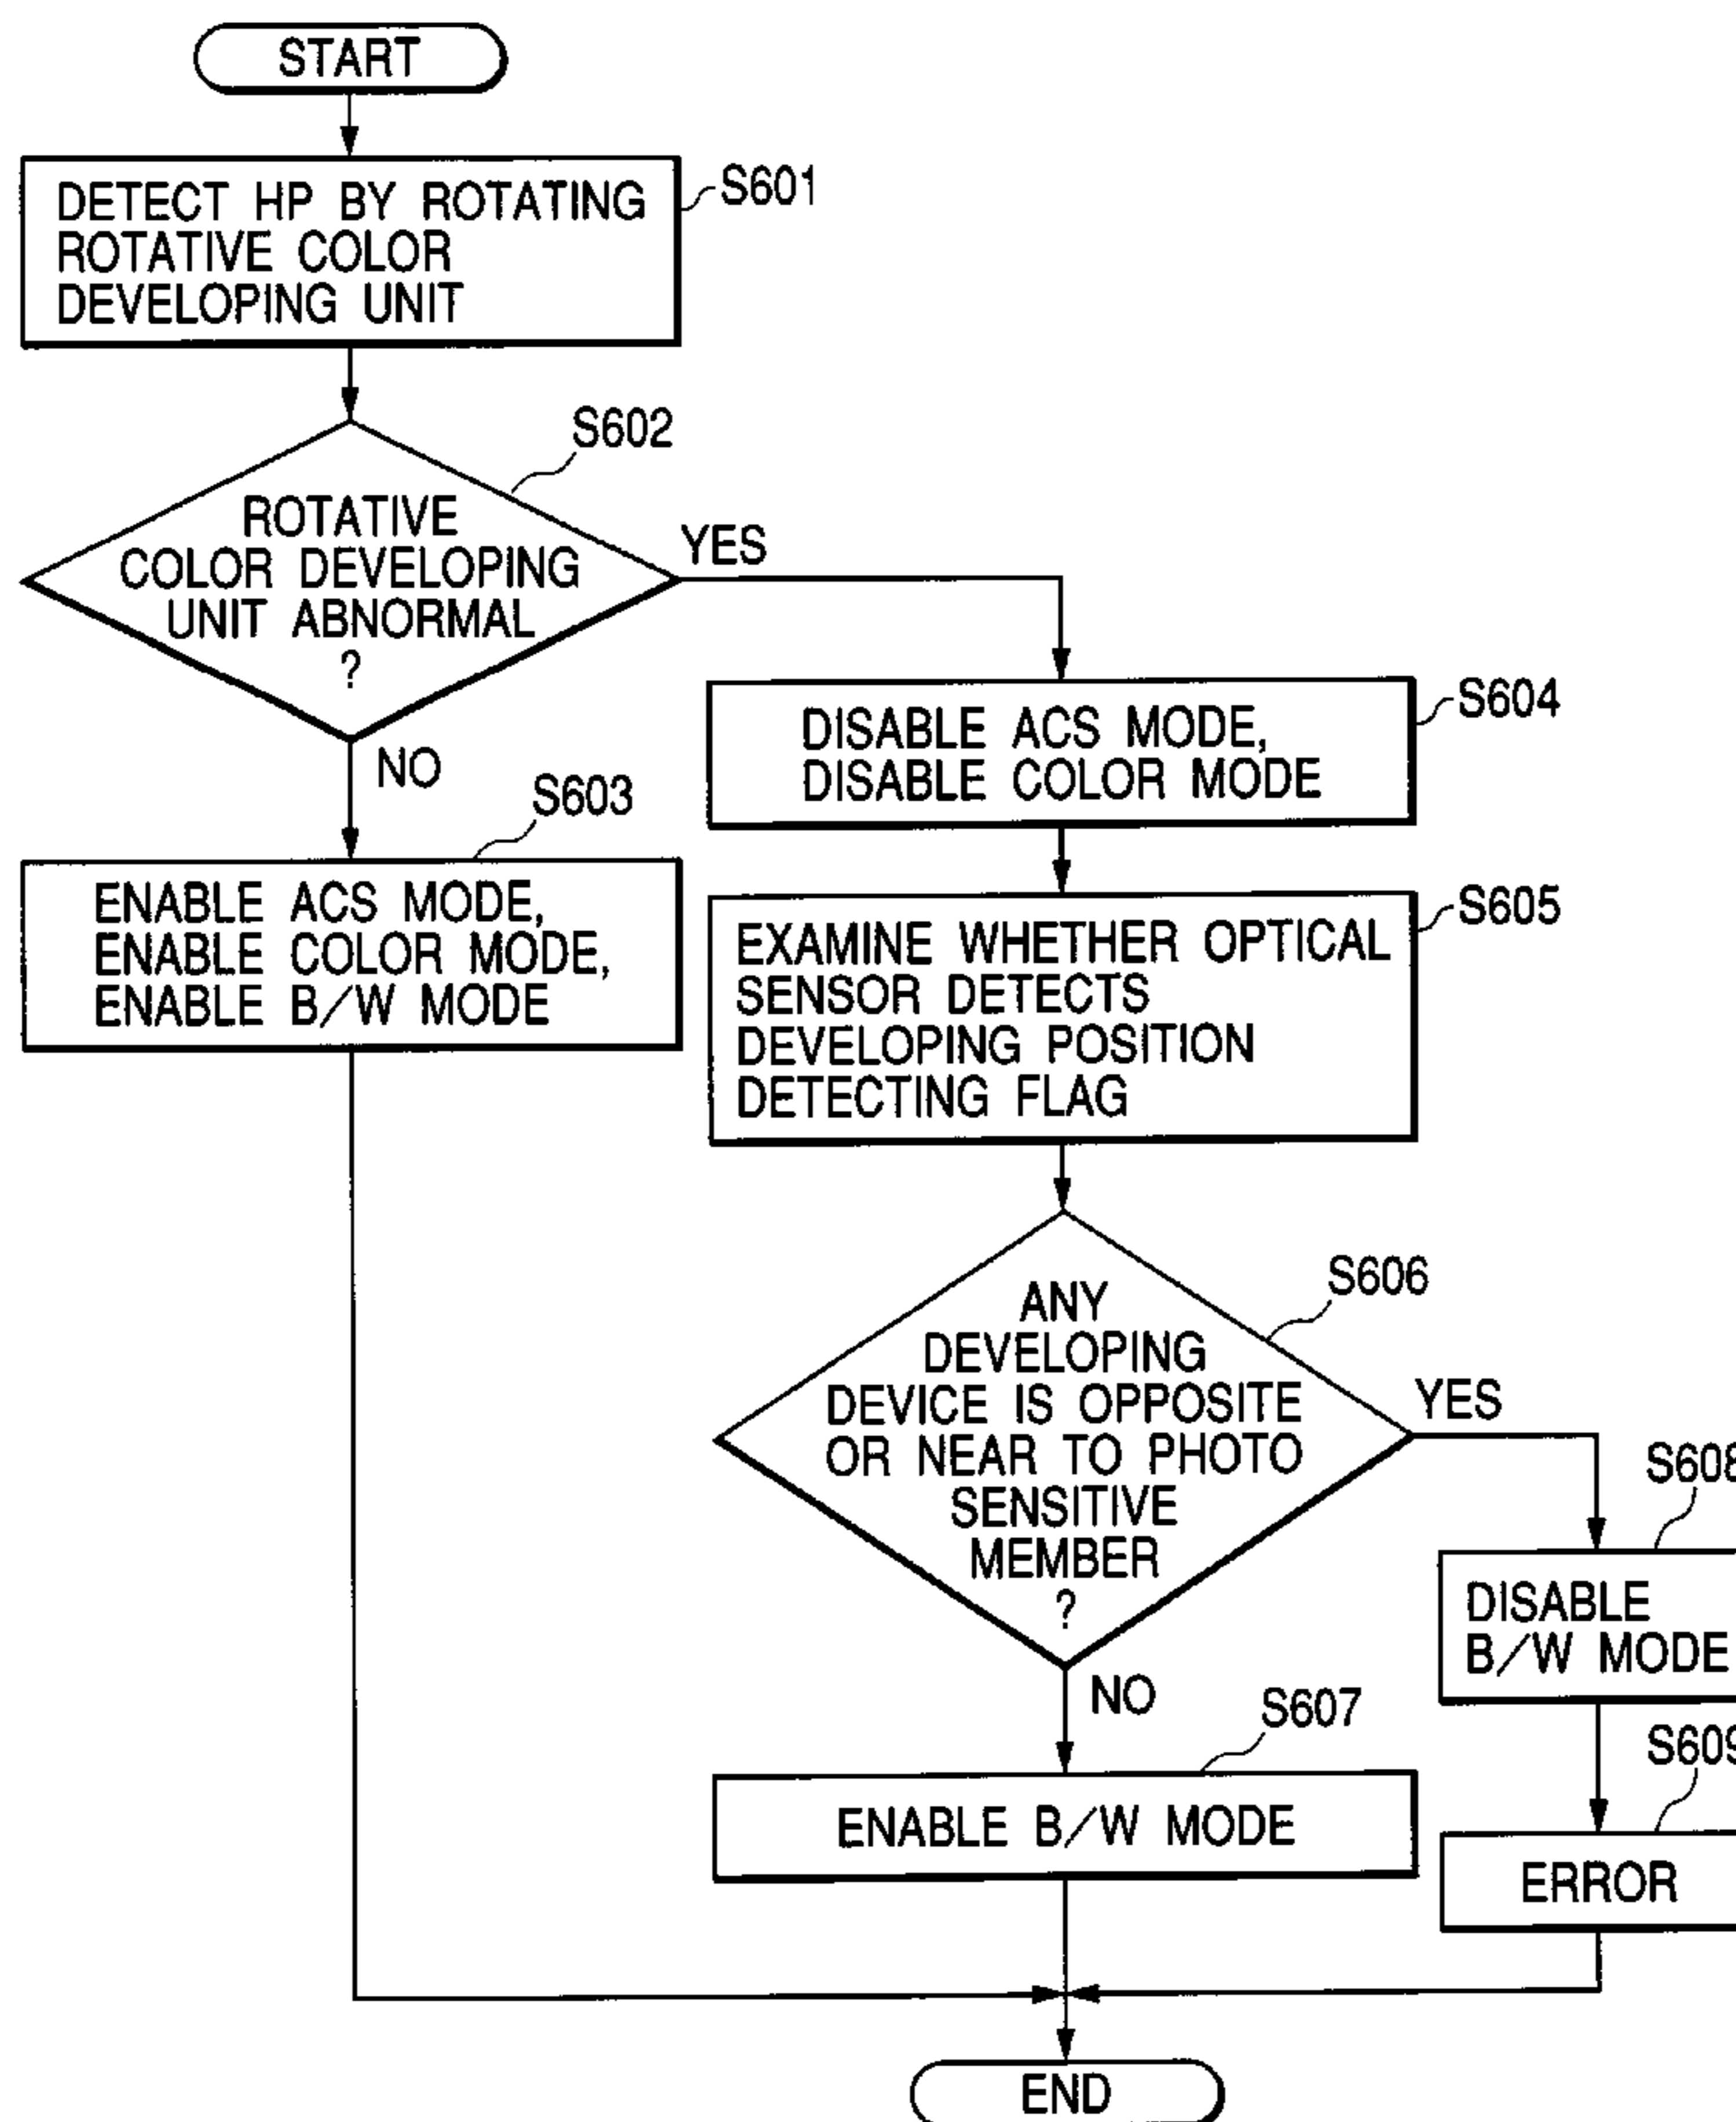 START
DETECT HP BY ROTATING
ROTATIVE COLOR
DEVELOPING UNIT
S601
S602
ROTATIVE
COLOR DEVELOPING
UNIT ABNORMAL
?
YES
NO
S603
ENABLE ACS MODE,
ENABLE COLOR MODE,
ENABLE B/W MODE
S604
DISABLE ACS MODE,
DISABLE COLOR MODE
S605
EXAMINE WHETHER OPTICAL
SENSOR DETECTS
DEVELOPING POSITION
DETECTING FLAG
S606
ANY
DEVELOPING
DEVICE IS OPPOSITE
OR NEAR TO PHOTO
SENSITIVE
MEMBER
?
YES
NO
S607
ENABLE B/W MODE
S608
DISABLE
B/W MODE
S609
ERROR
END